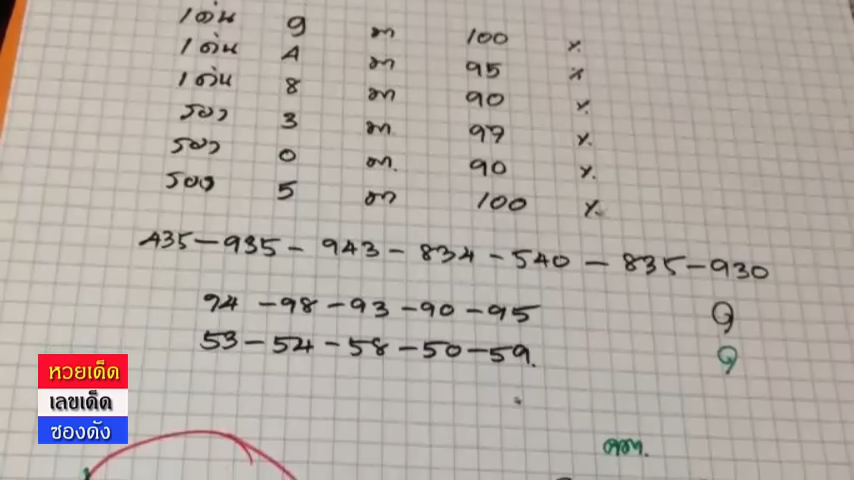 เด่น 9 มา 100 %
เด่น 4 มา 95 %
เด่น 8 มา 90 %
รอง 3 มา 97 %
รอง 0 มา. 90 %.
รอง 5 มา 100 %.
435-935-943-834-540-835-930
94-98-93-90-95
53-54-58-50-59.
หวยเด็ด
เลขเด็ด
ซองดัง